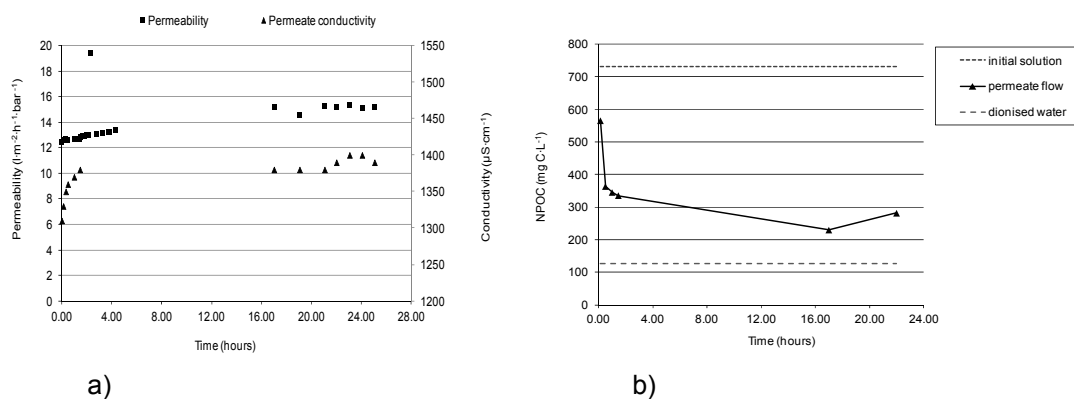 Permeability
Permeate conductivity
Permeability (l·m⁻²·h⁻¹·bar⁻¹)
20
18
16
14
12
10
8
6
4
2
0
1550
1500
1450
1400
1350
1300
1250
1200
Conductivity (µS·cm⁻¹)
0.00 4.00 8.00 12.00 16.00 20.00 24.00 28.00
Time (hours)
a)
NPOC (mg C·L⁻¹)
800
700
600
500
400
300
200
100
0
0.00 4.00 8.00 12.00 16.00 20.00 24.00
Time (hours)
initial solution
permeate flow
dionised water
b)